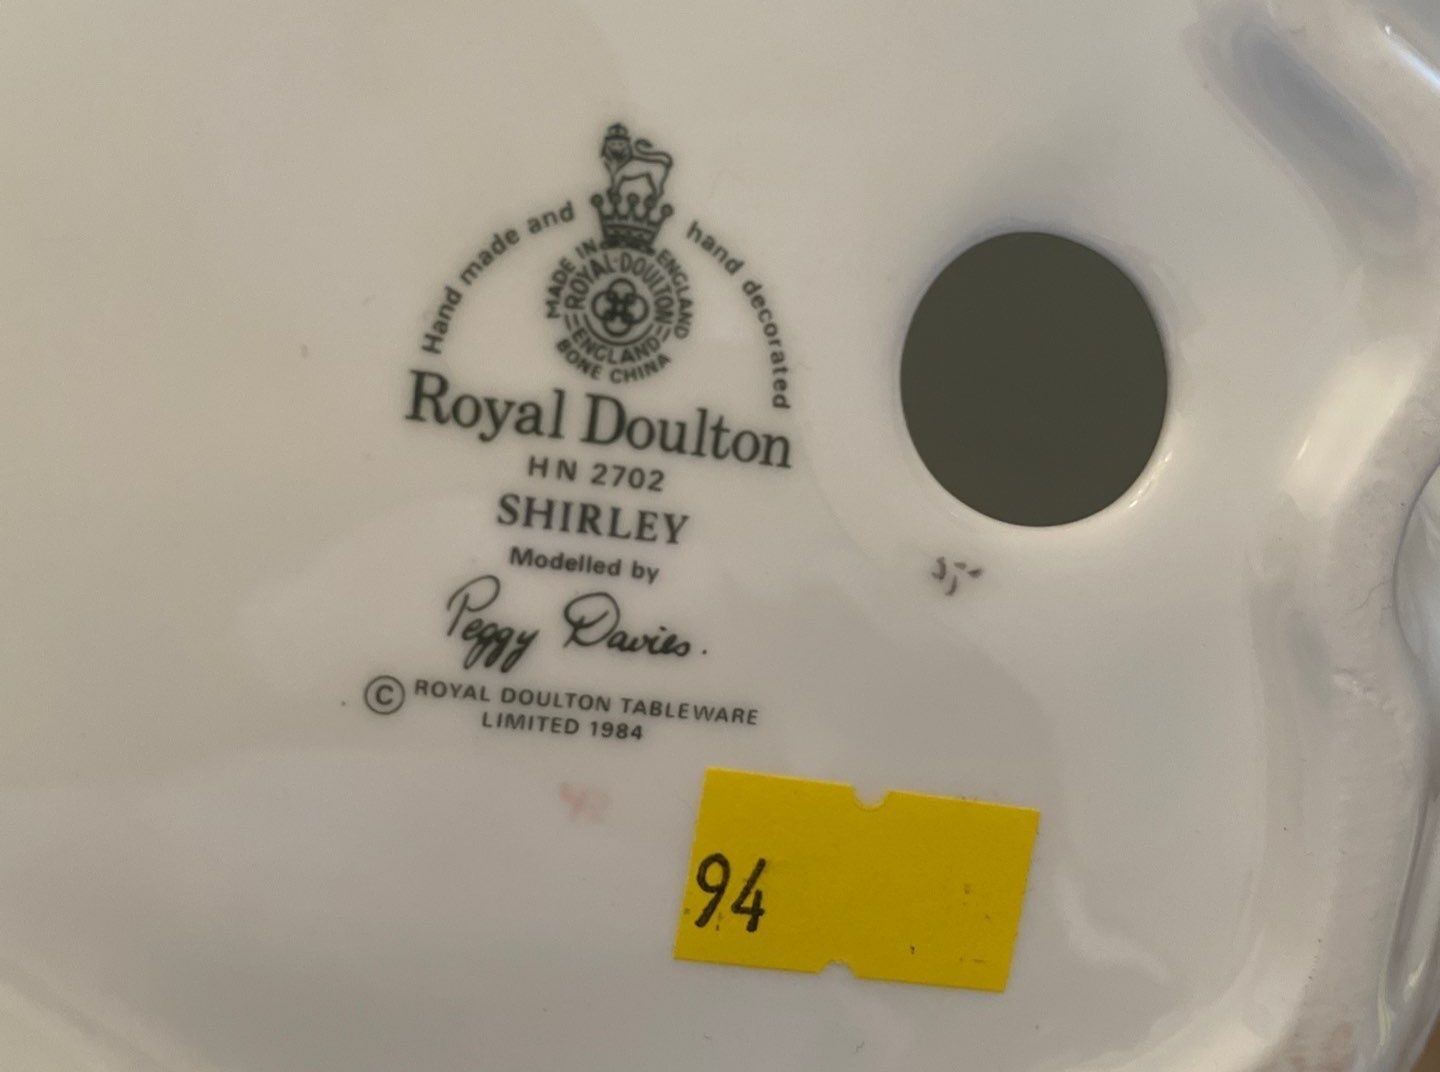 Hand made and hand decorated
MADE IN ENGLAND
ROYAL·DOULTON
ENGLAND
BONE CHINA
Royal Doulton
HN 2702
SHIRLEY
Modelled by
Peggy Davies.
© ROYAL DOULTON TABLEWARE
LIMITED 1984
94